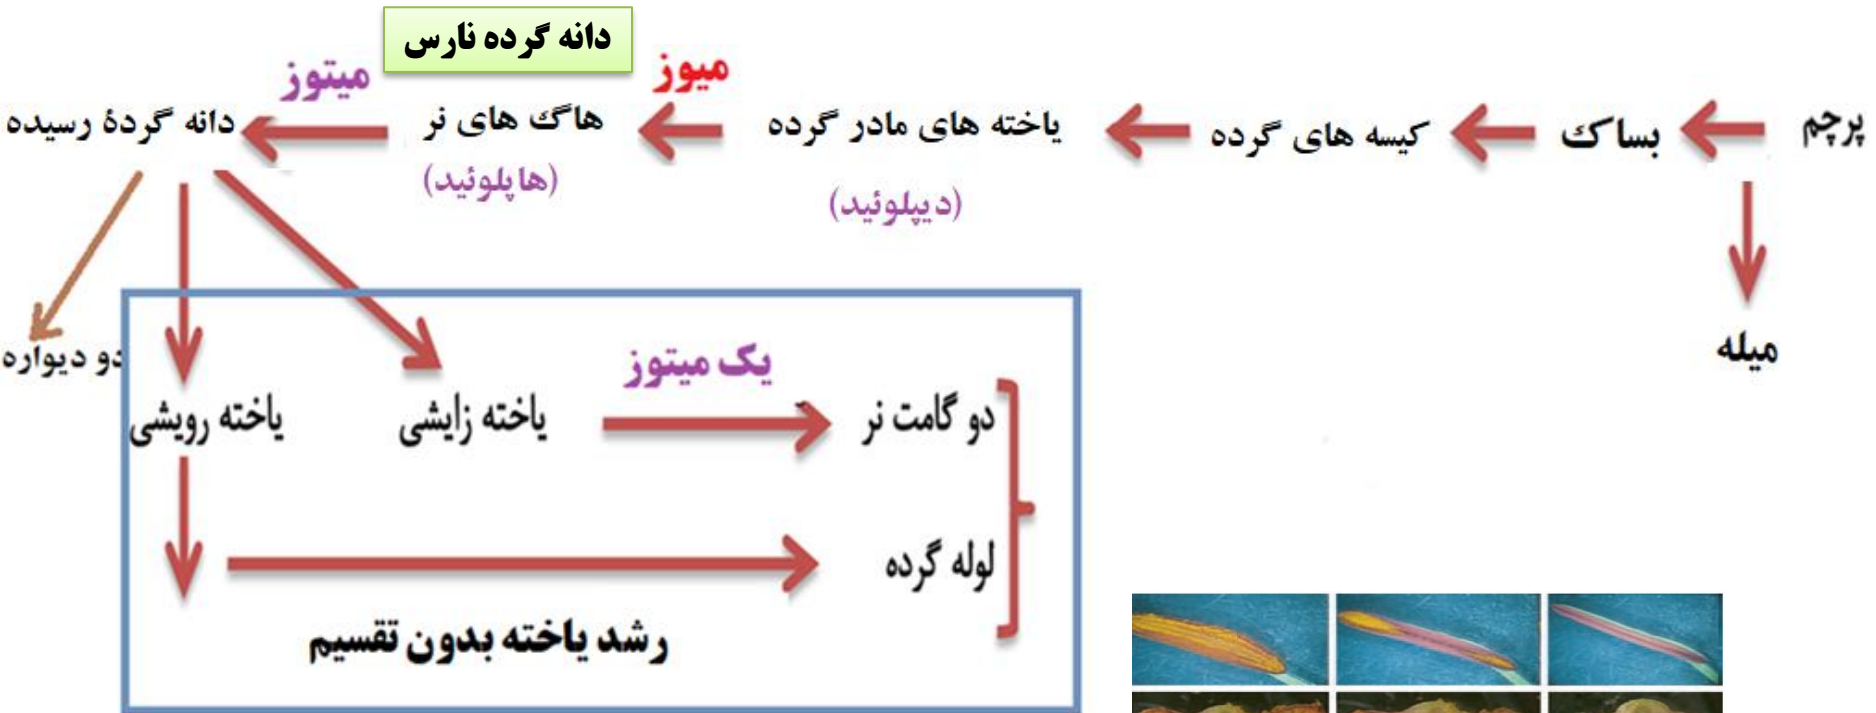 دانه گرده نارس
میوز
میتوز
پرچم
بساک
کیسه های گرده
یاخته های مادر گرده
هاگ های نر
دانه گردهٔ رسیده
(دیپلوئید)
(هاپلوئید)
میله
دو دیواره
یک میتوز
دو گامت نر
یاخته زایشی
یاخته رویشی
لوله گرده
رشد یاخته بدون تقسیم